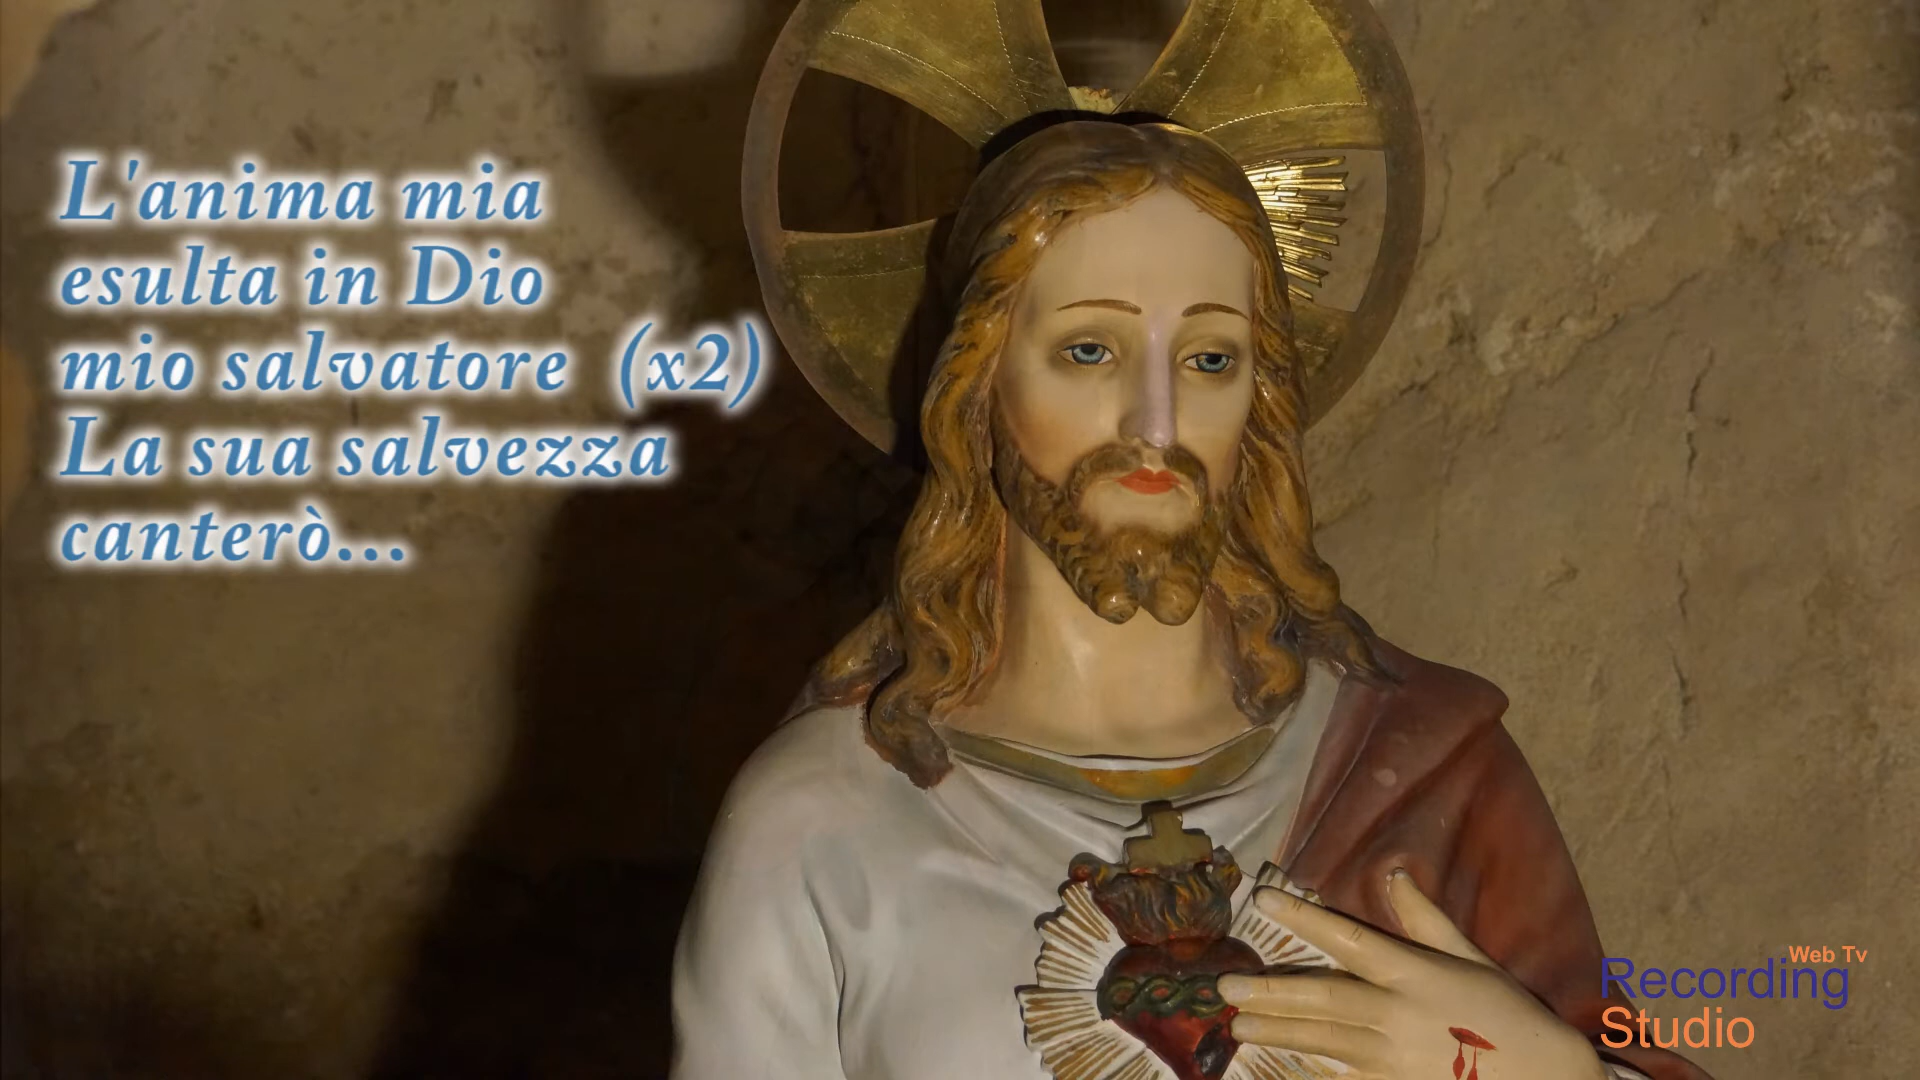 L'anima mia
esulta in Dio
mio salvatore (x2)
La sua salvezza
canterò...
Web Tv
Recording
Studio